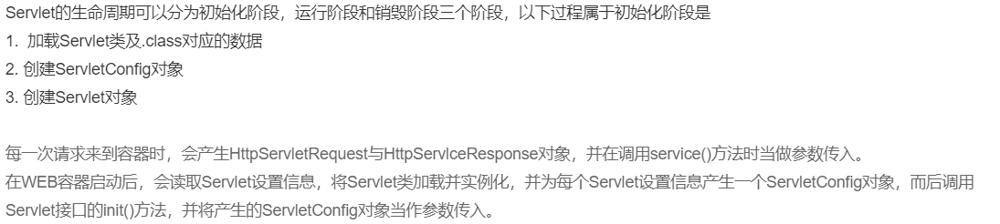 Servlet的生命周期可以分为初始化阶段，运行阶段和销毁阶段三个阶段，以下过程属于初始化阶段是
1.  加载Servlet类及.class对应的数据
2. 创建ServletConfig对象
3. 创建Servlet对象
每一次请求来到容器时，会产生HttpServletRequest与HttpServlceResponse对象，并在调用service()方法时当做参数传入。
在WEB容器启动后，会读取Servlet设置信息，将Servlet类加载并实例化，并为每个Servlet设置信息产生一个ServletConfig对象，而后调用
Servlet接口的init()方法，并将产生的ServletConfig对象当作参数传入。